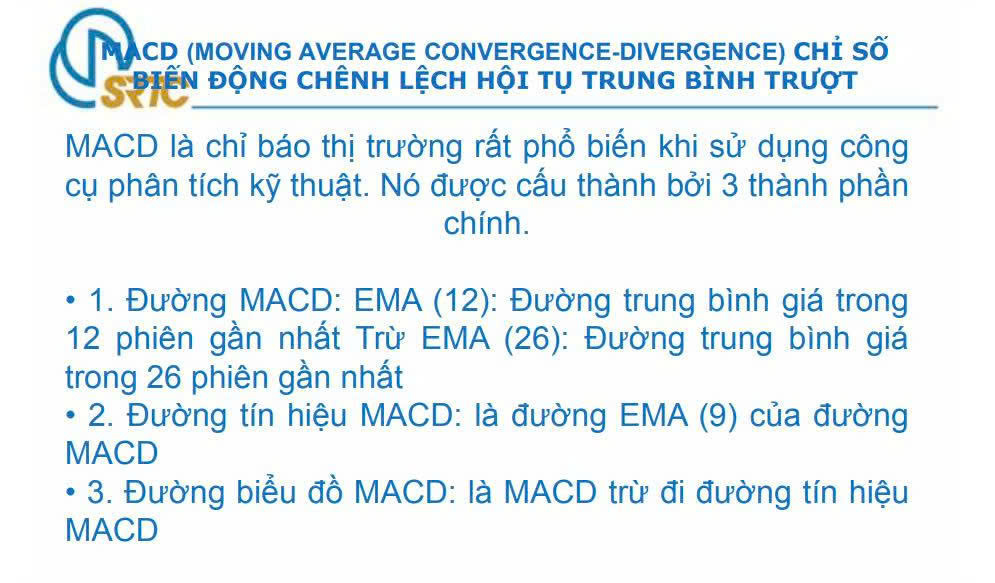 MACD (MOVING AVERAGE CONVERGENCE-DIVERGENCE) CHỈ SỐ
BIẾN ĐỘNG CHÊNH LỆCH HỘI TỤ TRUNG BÌNH TRƯỢT
SRTC
MACD là chỉ báo thị trường rất phổ biến khi sử dụng công
cụ phân tích kỹ thuật. Nó được cấu thành bởi 3 thành phần
chính.
• 1. Đường MACD: EMA (12): Đường trung bình giá trong
12 phiên gần nhất Trừ EMA (26): Đường trung bình giá
trong 26 phiên gần nhất
• 2. Đường tín hiệu MACD: là đường EMA (9) của đường
MACD
• 3. Đường biểu đồ MACD: là MACD trừ đi đường tín hiệu
MACD